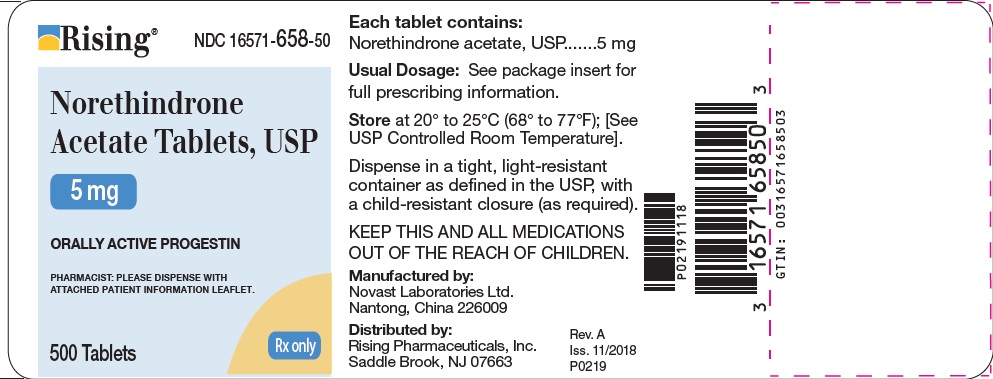 Rising®
NDC 16571-658-50
Norethindrone
Acetate Tablets, USP
5 mg
ORALLY ACTIVE PROGESTIN
PHARMACIST: PLEASE DISPENSE WITH
ATTACHED PATIENT INFORMATION LEAFLET.
500 Tablets
Rx only
Each tablet contains:
Norethindrone acetate, USP.......5 mg
Usual Dosage: See package insert for
full prescribing information.
Store at 20° to 25°C (68° to 77°F); [See
USP Controlled Room Temperature].
Dispense in a tight, light-resistant
container as defined in the USP, with
a child-resistant closure (as required).
KEEP THIS AND ALL MEDICATIONS
OUT OF THE REACH OF CHILDREN.
Manufactured by:
Novast Laboratories Ltd.
Nantong, China 226009
Distributed by:
Rising Pharmaceuticals, Inc.
Saddle Brook, NJ 07663
Rev. A
Iss. 11/2018
P0219
P02191118
3 16571 65850 3
GTIN: 00316571658503